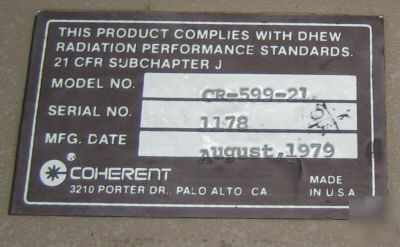 THIS PRODUCT COMPLIES WITH DHEW
RADIATION PERFORMANCE STANDARDS.
21 CFR SUBCHAPTER J
MODEL NO. CR-599-21
SERIAL NO. 1178
MFG. DATE August, 1979
® COHERENT
3210 PORTER DR., PALO ALTO. CA.
MADE
IN U.S.A